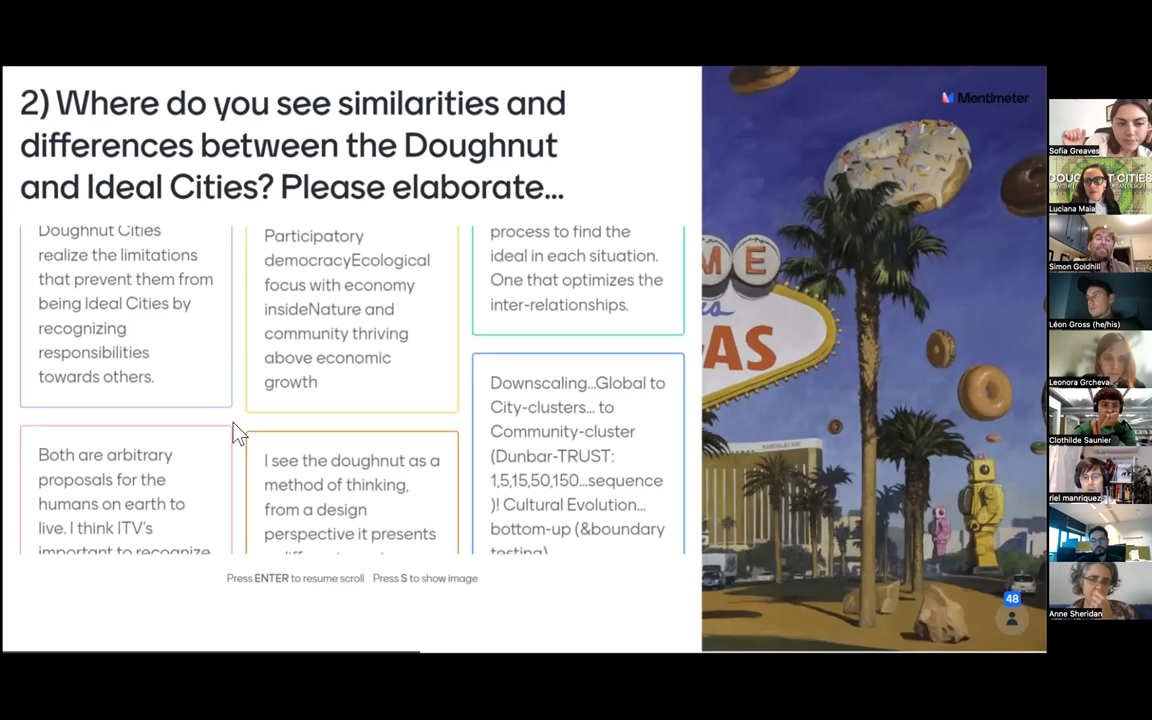 2) Where do you see similarities and
differences between the Doughnut
and Ideal Cities? Please elaborate...
Doughnut Cities
realize the limitations
that prevent them from
being Ideal Cities by
recognizing
responsibilities
towards others.
Both are arbitrary
proposals for the
humans on earth to
live. I think ITV's
important to recognize
Participatory
democracyEcological
focus with economy
insideNature and
community thriving
above economic
growth
I see the doughnut as a
method of thinking,
from a design
perspective it presents
process to find the
ideal in each situation.
One that optimizes the
inter-relationships.
Downscaling...Global to
City-clusters... to
Community-cluster
(Dunbar-TRUST:
1,5,15,50,150...sequence
)! Cultural Evolution...
bottom-up (&boundary
testing)
Press ENTER to resume scroll Press S to show image
Mentimeter
ME
AS
48
Sofia Greaves
DOUG
T CITIES
Luciana Maia
Simon Goldhill
Léon Gross (he/his)
Leonora Grcheva
Clothilde Saunier
riel manriquez
Anne Sheridan